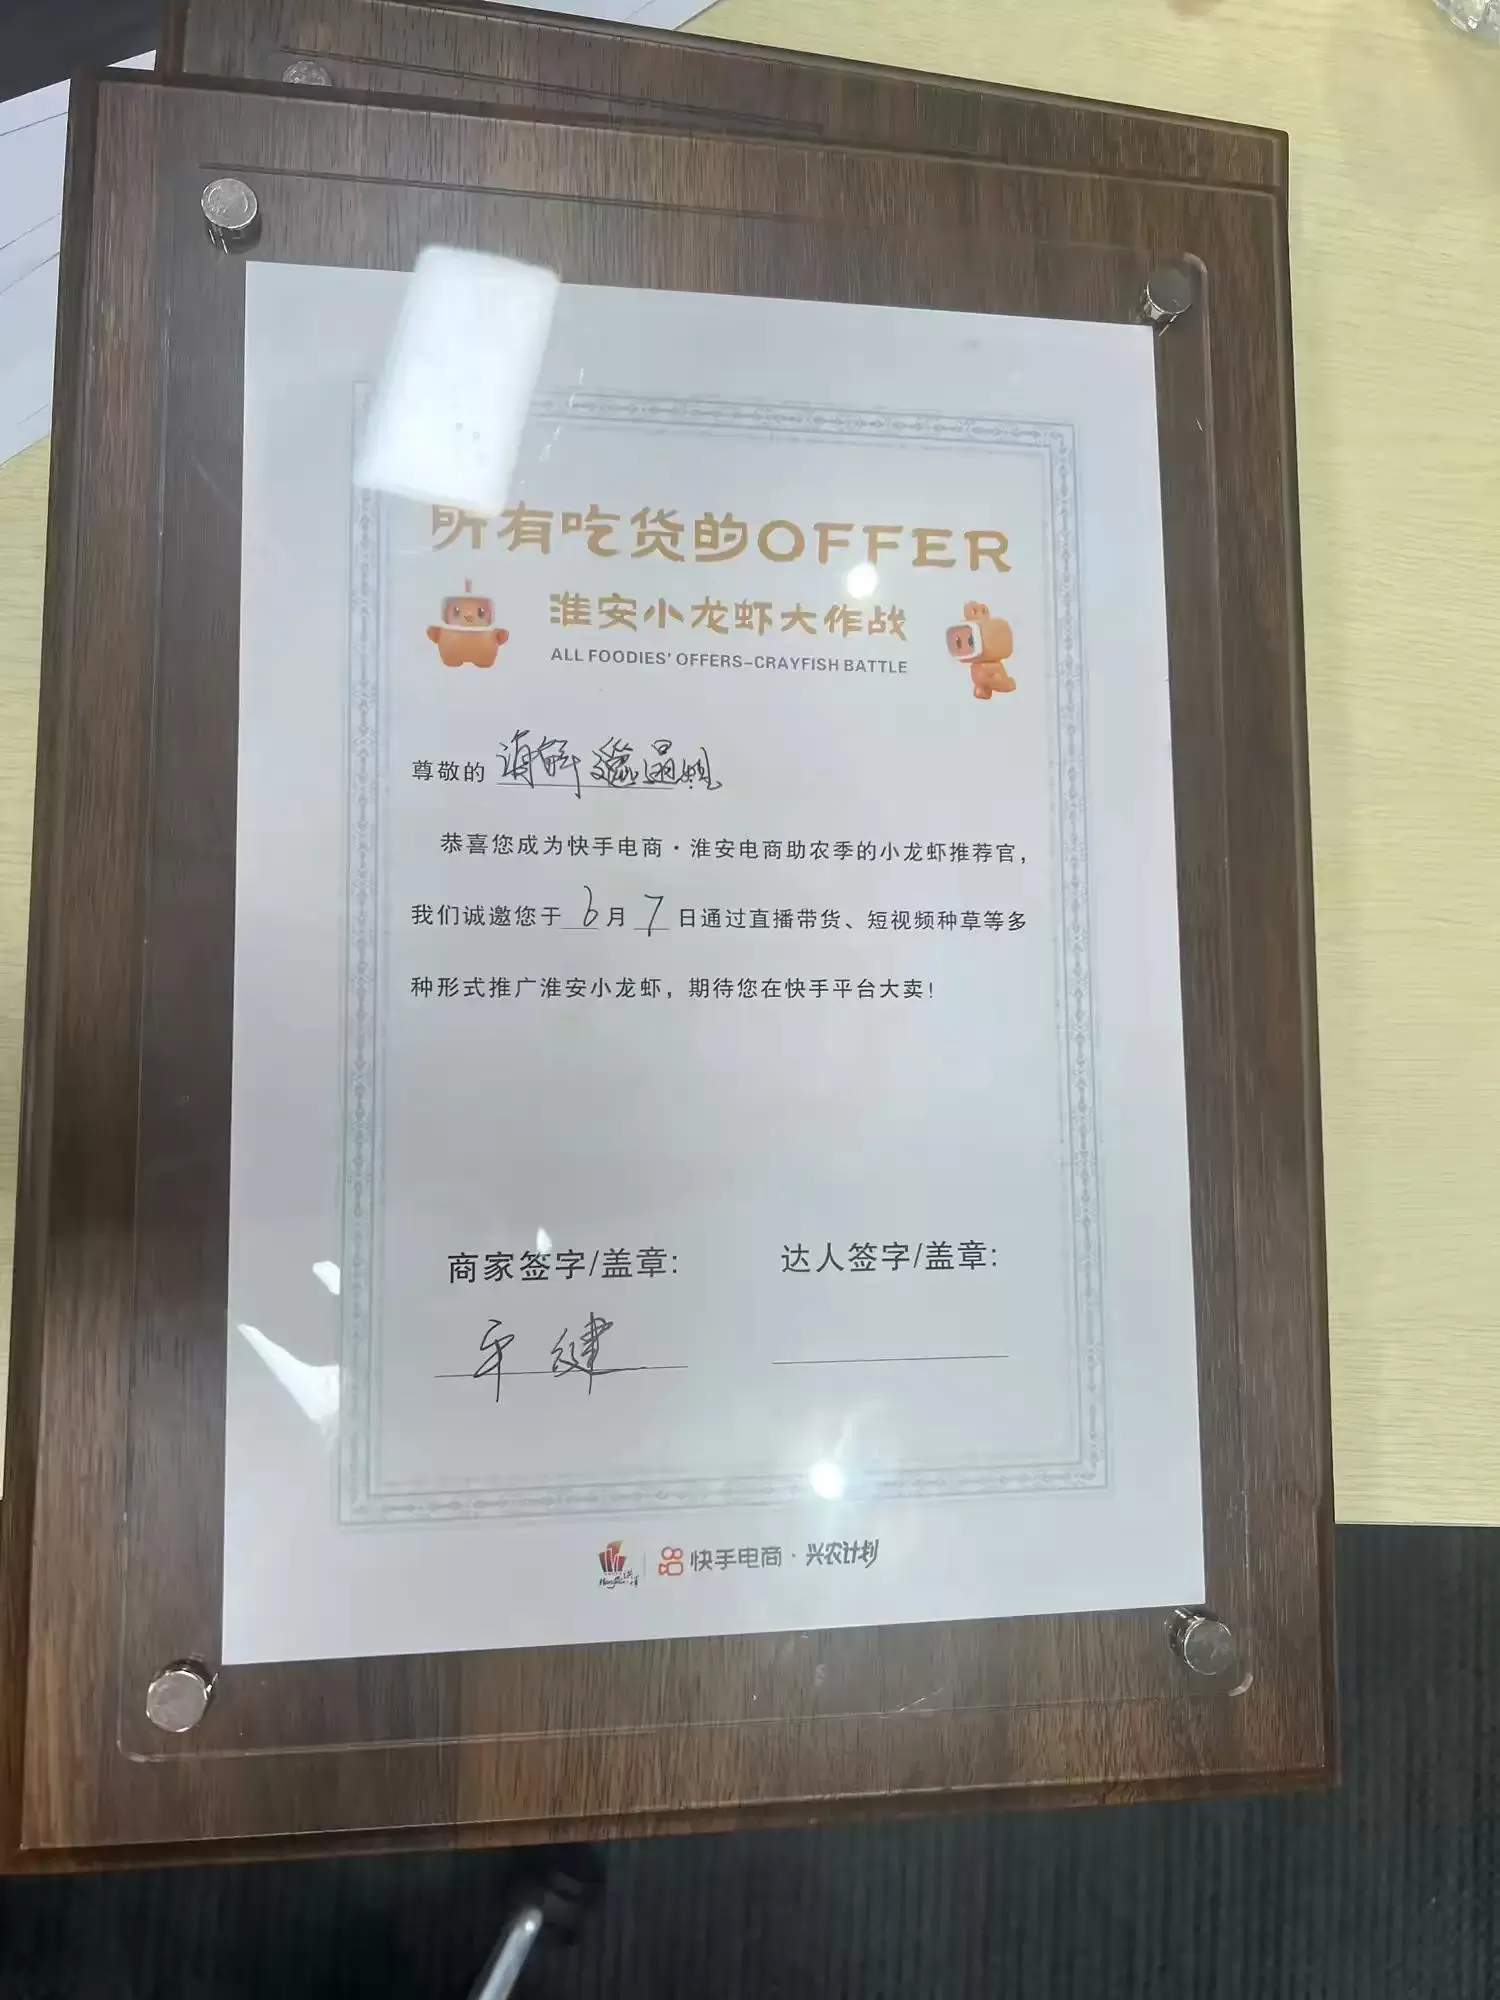 所有吃货的OFFER
淮安小龙虾大作战
ALL FOODIES' OFFERS-CRAYFISH BATTLE
尊敬的
恭喜您成为快手电商·淮安电商助农季的小龙虾推荐官，
我们诚邀您于 6 月 7 日通过直播带货、短视频种草等多
种形式推广淮安小龙虾，期待您在快手平台大卖！
商家签字/盖章： 达人签字/盖章：
快手电商·兴农计划